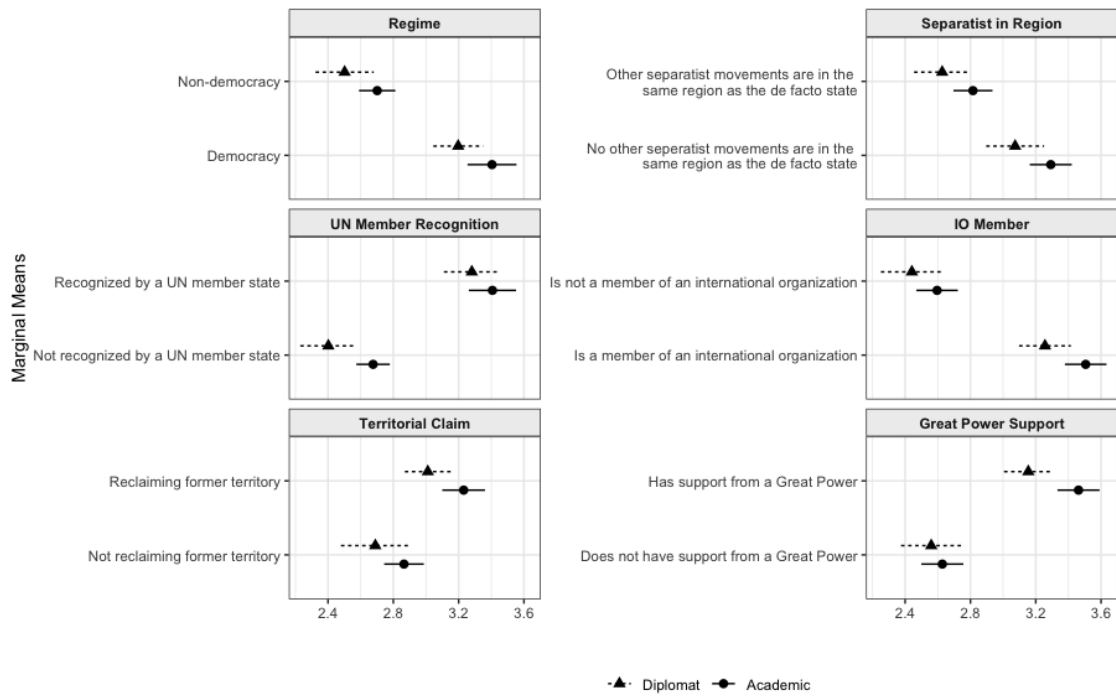 Regime
Separatist in Region
Non-democracy
Democracy
Other separatist movements are in the
same region as the de facto state
No other seperatist movements are in the
same region as the de facto state
UN Member Recognition
IO Member
Marginal Means
Recognized by a UN member state
Not recognized by a UN member state
Is not a member of an international organization
Is a member of an international organization
Territorial Claim
Great Power Support
Reclaiming former territory
Not reclaiming former territory
Has support from a Great Power
Does not have support from a Great Power
2.4 2.8 3.2 3.6
2.4 2.8 3.2 3.6
Diplomat Academic